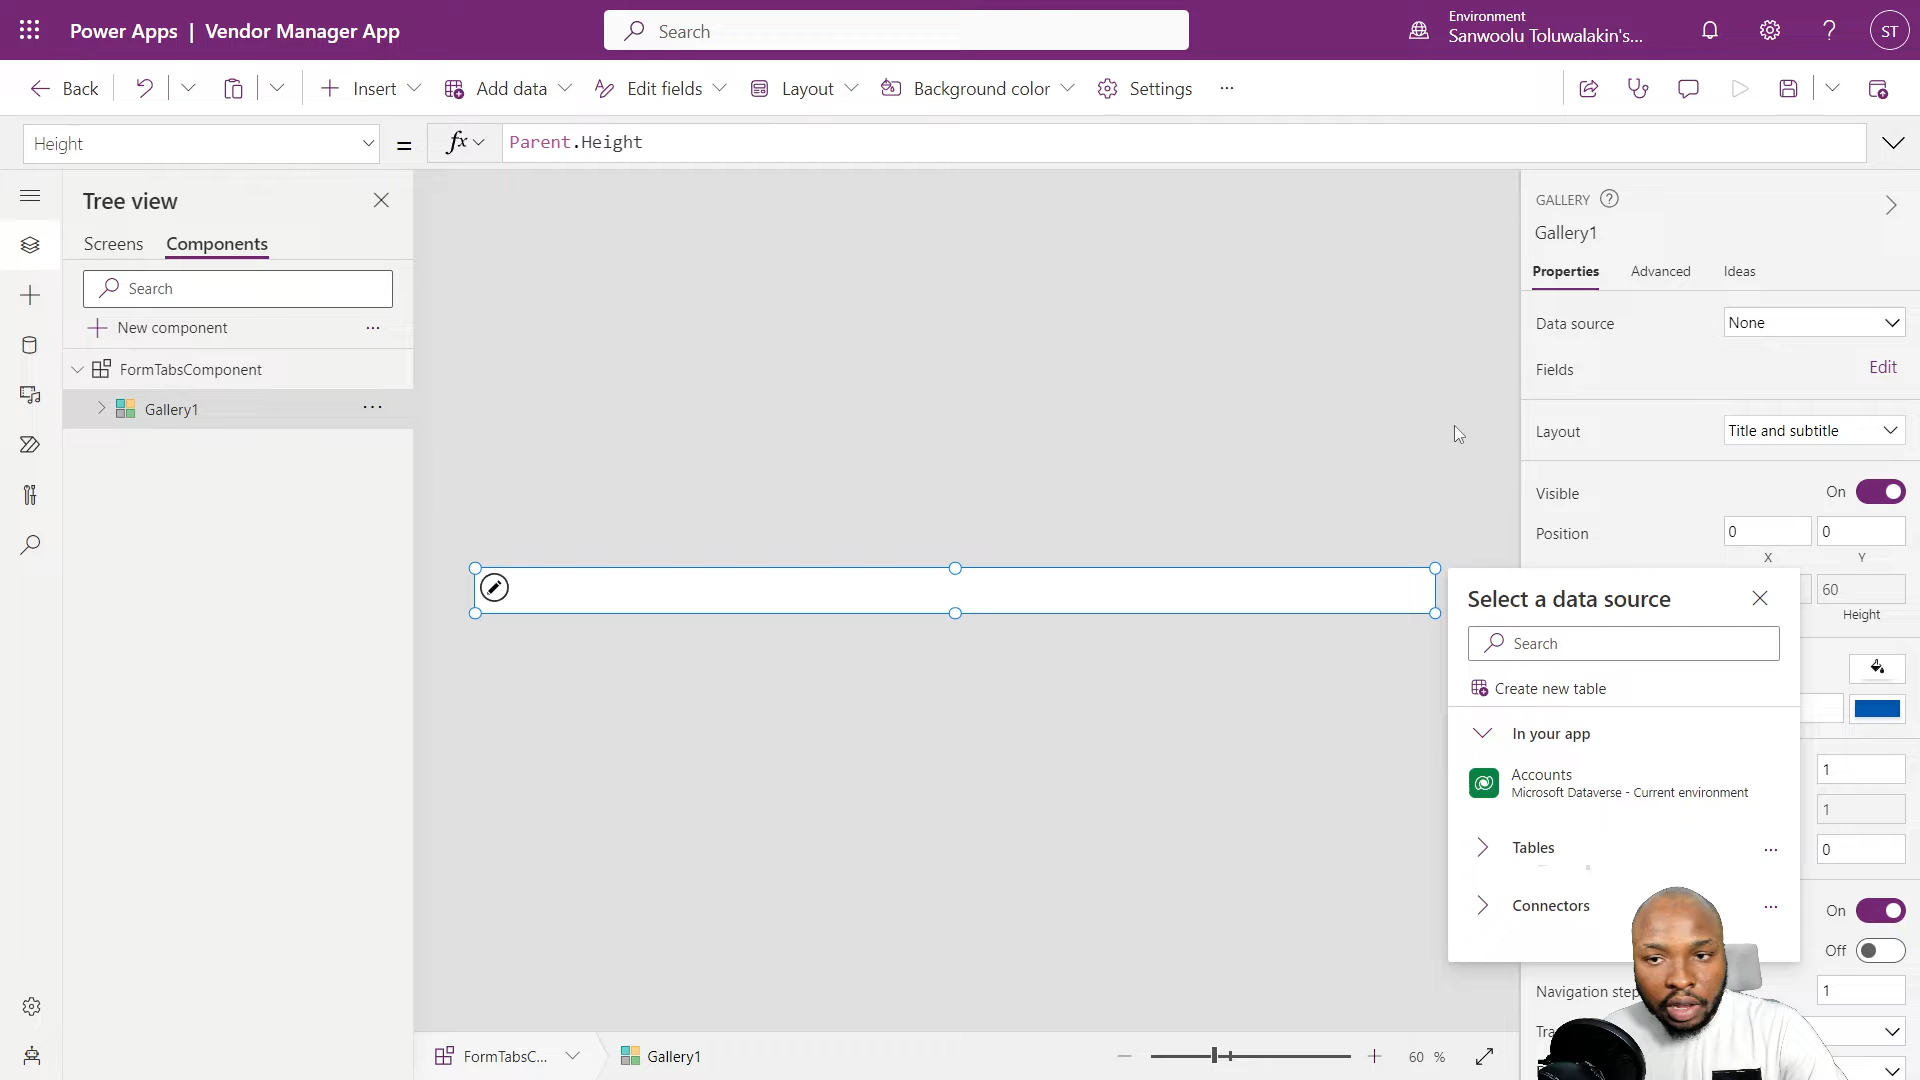 Power Apps | Vendor Manager App
Search
Environment
Sanwoolu Toluwalakin's...
ST
Back
Insert
Add data
Edit fields
Layout
Background color
Settings
Height
=
fx
Parent.Height
Tree view
Screens
Components
Search
New component
FormTabsComponent
Gallery1
GALLERY
Gallery1
Properties
Advanced
Ideas
Data source
None
Fields
Edit
Layout
Title and subtitle
Visible
On
Position
0
0
X
Y
60
Height
Select a data source
Search
Create new table
In your app
Accounts
Microsoft Dataverse - Current environment
Tables
Connectors
1
1
0
On
Off
Navigation step
1
Tra
FormTabsC...
Gallery1
60 %